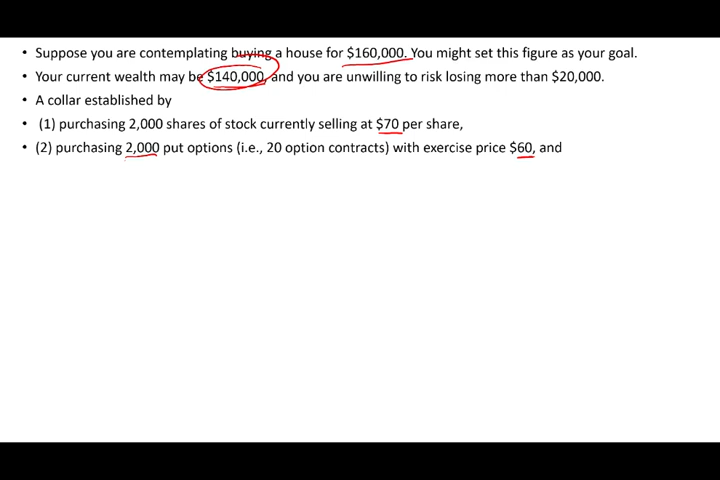 • Suppose you are contemplating buying a house for $160,000. You might set this figure as your goal.
• Your current wealth may be $140,000, and you are unwilling to risk losing more than $20,000.
• A collar established by
• (1) purchasing 2,000 shares of stock currently selling at $70 per share,
• (2) purchasing 2,000 put options (i.e., 20 option contracts) with exercise price $60, and